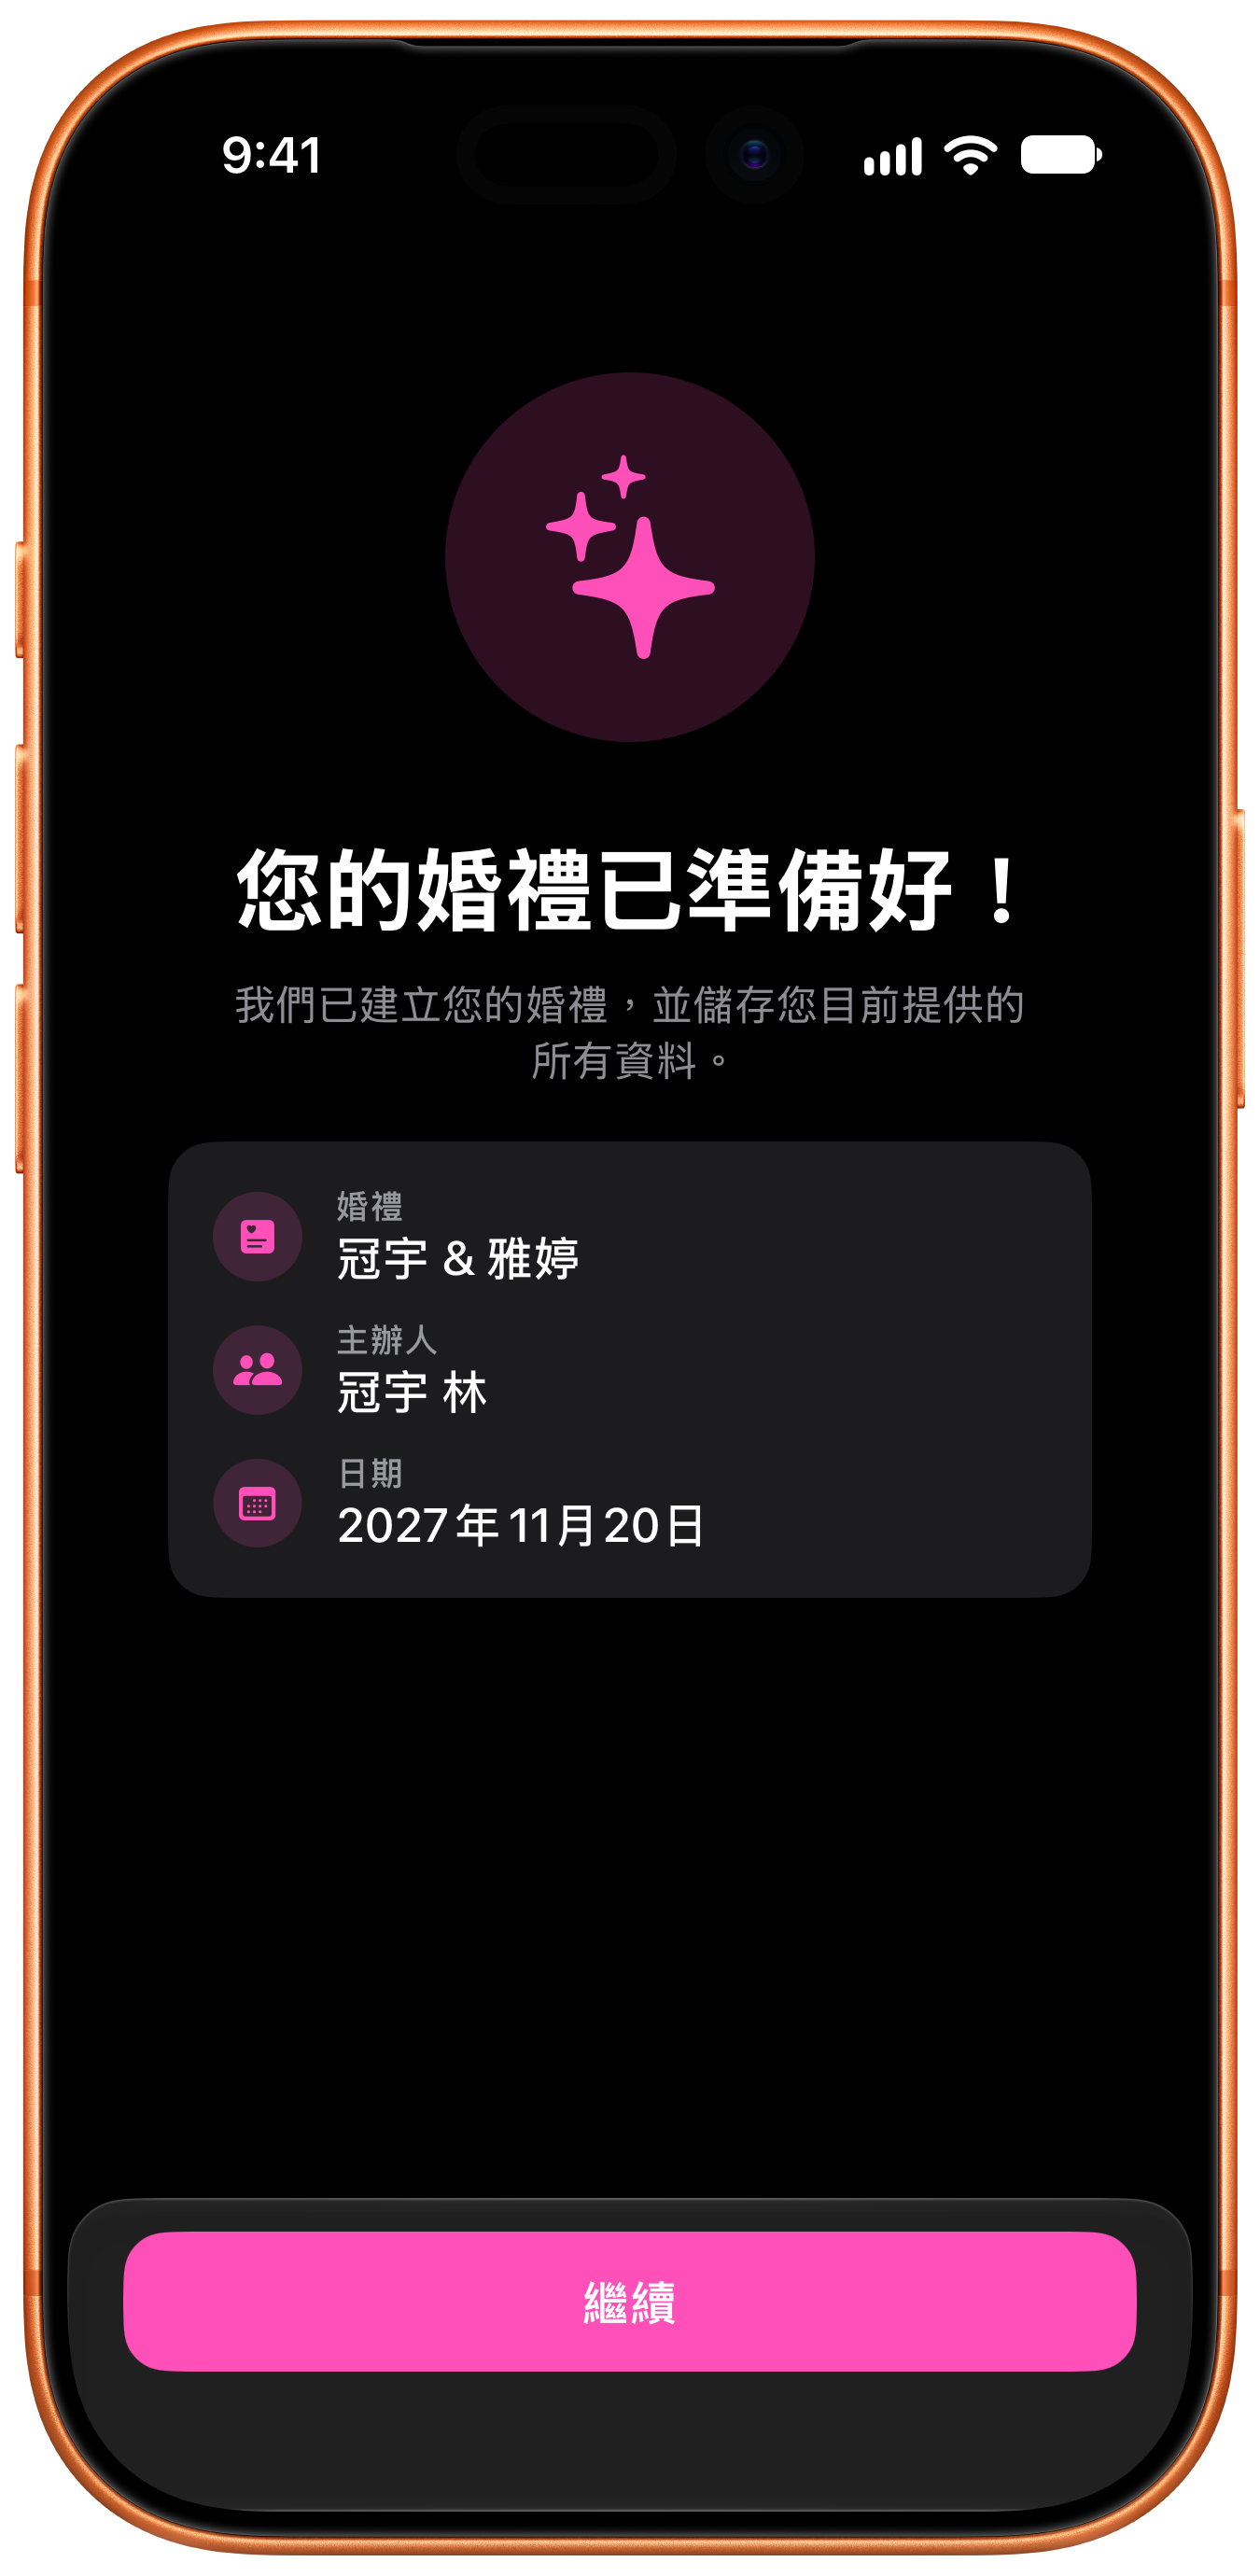 9:41
您的婚禮已準備好！
我們已建立您的婚禮，並儲存您目前提供的
所有資料。
婚禮
冠宇 & 雅婷
主辦人
冠宇 林
日期
2027年11月20日
繼續